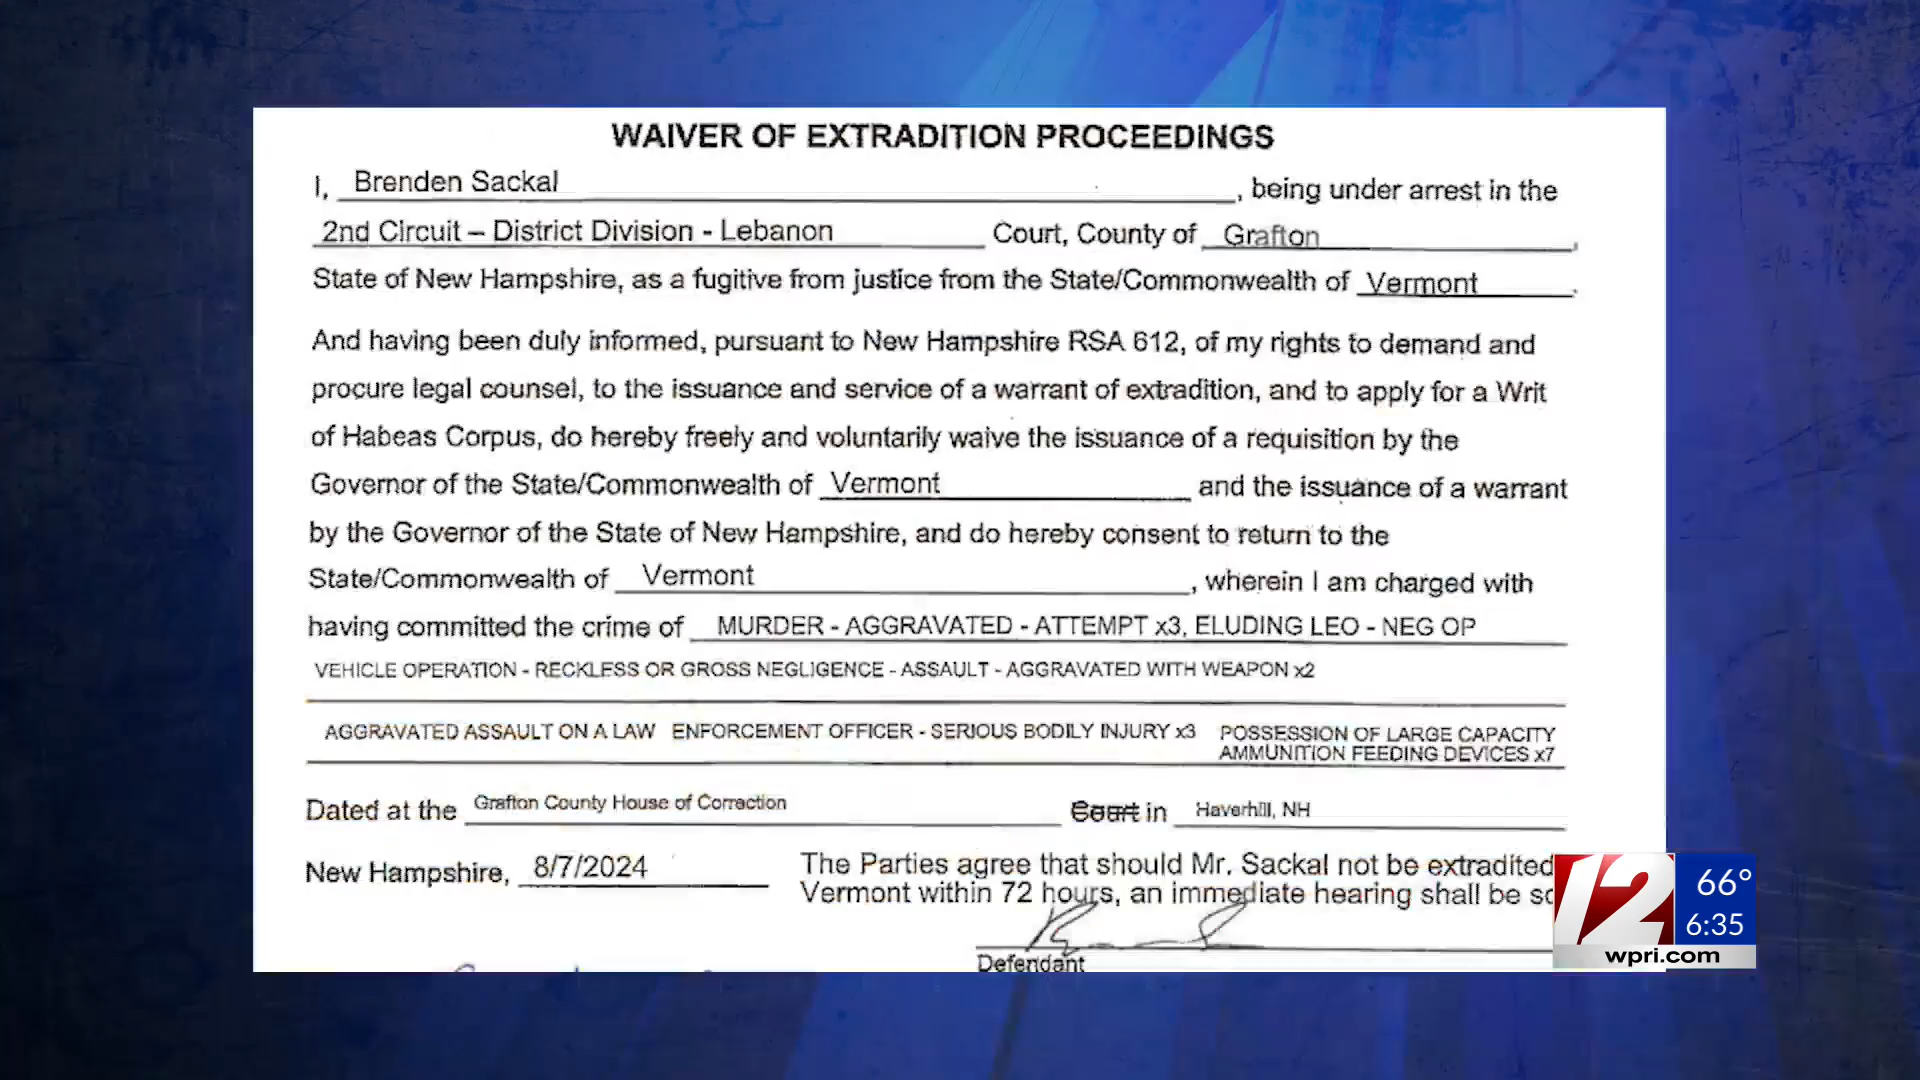 WAIVER OF EXTRADITION PROCEEDINGS
I, Brenden Sackal, being under arrest in the
2nd Circuit – District Division - Lebanon Court, County of Grafton,
State of New Hampshire, as a fugitive from justice from the State/Commonwealth of Vermont.
And having been duly informed, pursuant to New Hampshire RSA 612, of my rights to demand and
procure legal counsel, to the issuance and service of a warrant of extradition, and to apply for a Writ
of Habeas Corpus, do hereby freely and voluntarily waive the issuance of a requisition by the
Governor of the State/Commonwealth of Vermont and the issuance of a warrant
by the Governor of the State of New Hampshire, and do hereby consent to return to the
State/Commonwealth of Vermont, wherein I am charged with
having committed the crime of MURDER - AGGRAVATED - ATTEMPT x3, ELUDING LEO - NEG OP
VEHICLE OPERATION - RECKLESS OR GROSS NEGLIGENCE - ASSAULT - AGGRAVATED WITH WEAPON x2
AGGRAVATED ASSAULT ON A LAW ENFORCEMENT OFFICER - SERIOUS BODILY INJURY x3 POSSESSION OF LARGE CAPACITY
AMMUNITION FEEDING DEVICES x7
Dated at the Grafton County House of Correction Court in Haverhill, NH
New Hampshire, 8/7/2024 The Parties agree that should Mr. Sackal not be extradited
Vermont within 72 hours, an immediate hearing shall be
Defendant
12 66°
6:35
wpri.com